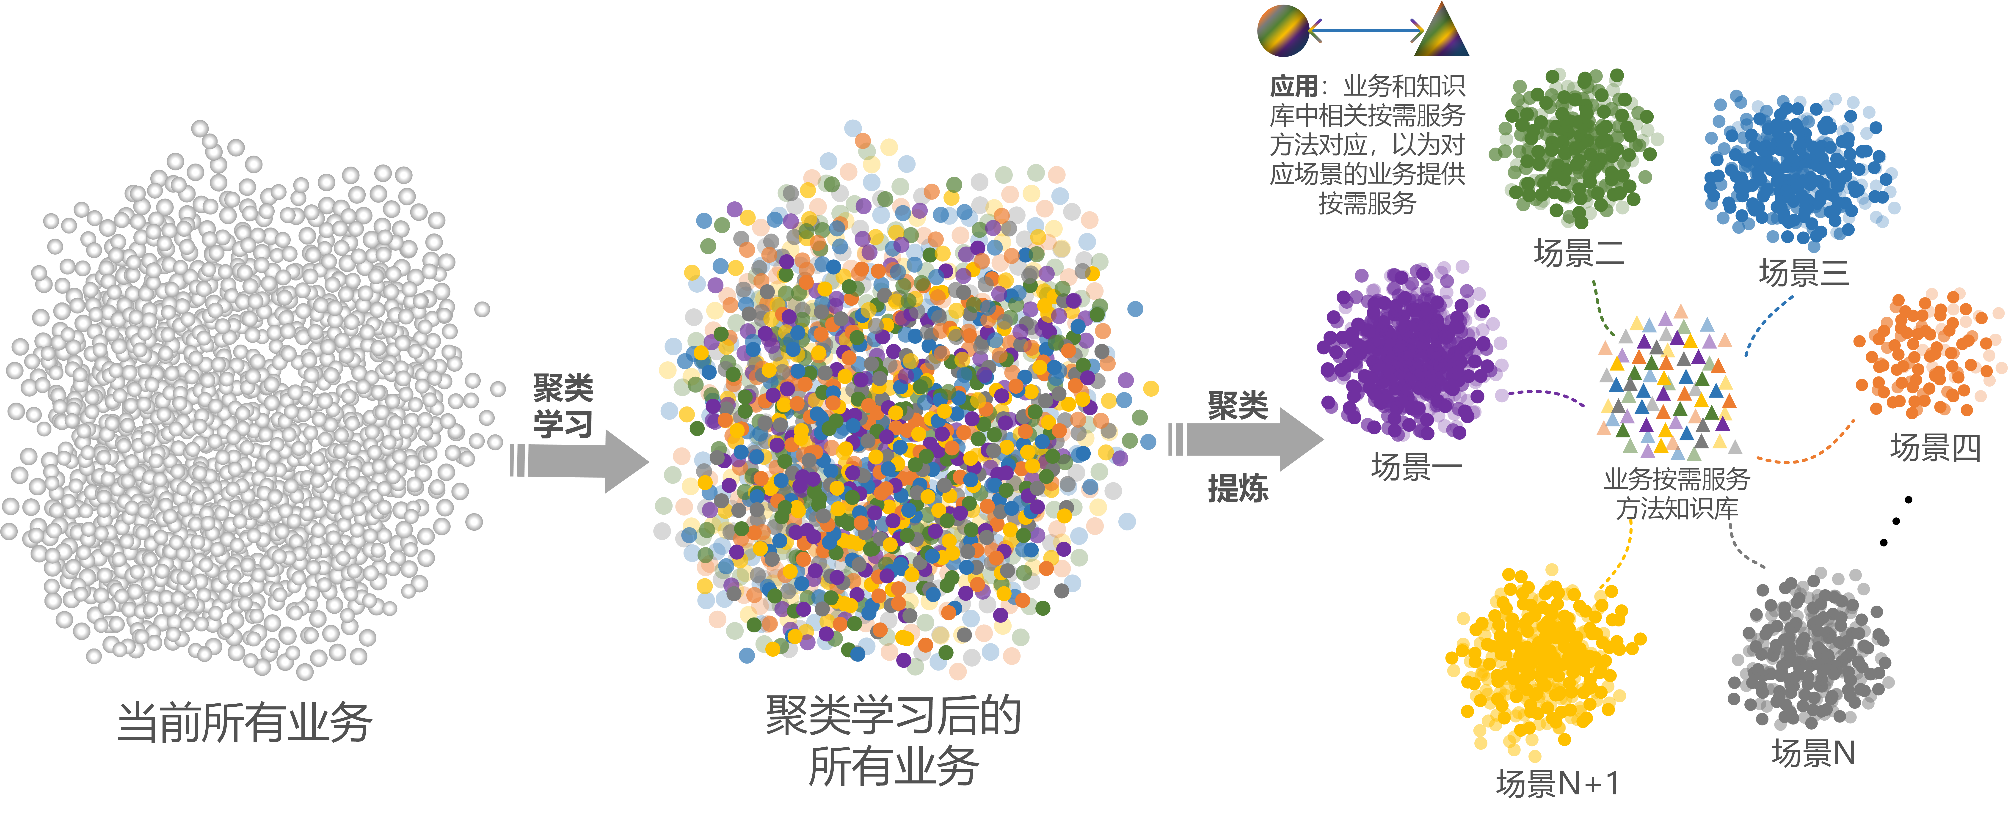 当前所有业务
聚类
学习
聚类学习后的
所有业务
聚类
提炼
应用：业务和知识
库中相关按需服务
方法对应，以为对
应场景的业务提供
按需服务
场景一
场景二
场景三
场景四
业务按需服务
方法知识库
场景N
场景N+1